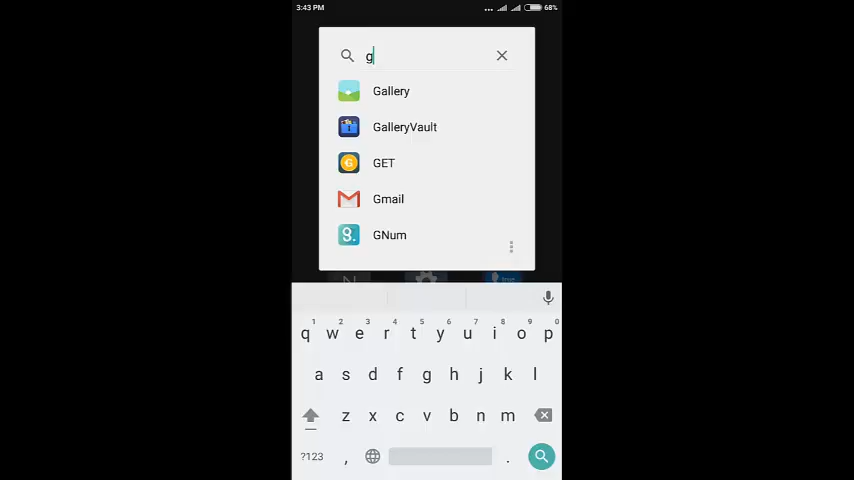 3:43 PM 68%
g
Gallery
GalleryVault
GET
Gmail
GNum
true
1 2 3 4 5 6 7 8 9 0
q w e r t y u i o p
a s d f g h j k l
z x c v b n m
?123 , .